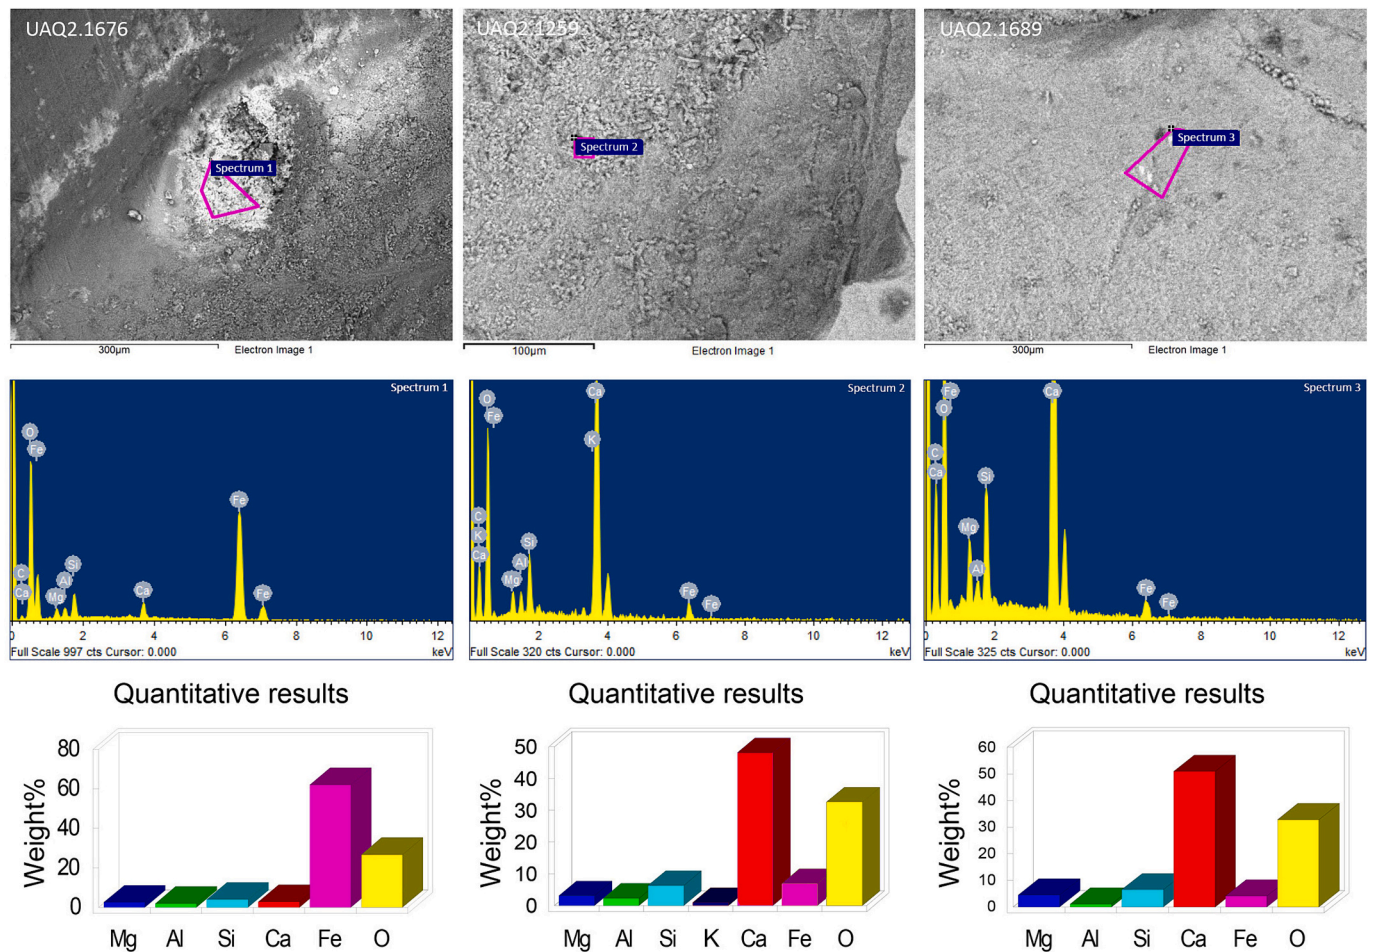 UAQ2.1676
Spectrum 1
300µm
Electron Image 1
UAQ2.1259
Spectrum 2
100µm
Electron Image 1
UAQ2.1689
Spectrum 3
300µm
Electron Image 1
Spectrum 1
O
Fe
C
Ca
Mg
Al
Si
Ca
Fe
Fe
0 2 4 6 8 10 12
Full Scale 997 cts Cursor: 0.000 keV
Spectrum 2
O
Fe
C
K
Ca
Mg
Al
Si
Ca
K
Fe
Fe
2 4 6 8 10 12
Full Scale 320 cts Cursor: 0.000 keV
Spectrum 3
Fe
O
C
Ca
Mg
Al
Si
Ca
Fe
Fe
0 2 4 6 8 10 12
Full Scale 325 cts Cursor: 0.000 keV
Quantitative results
Weight%
80
60
40
20
0
Mg Al Si Ca Fe O
Quantitative results
Weight%
50
40
30
20
10
0
Mg Al Si K Ca Fe O
Quantitative results
Weight%
60
50
40
30
20
10
0
Mg Al Si Ca Fe O